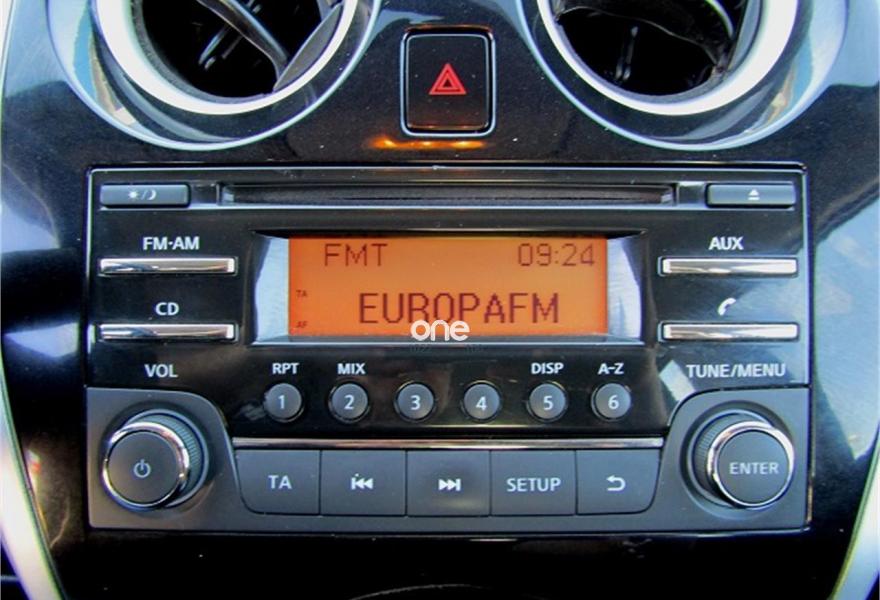 FM·AM
CD
VOL
FMT 09:24
TA
EUROPAFM
AF
one
AUX
TUNE/MENU
RPT MIX DISP A-Z
1 2 3 4 5 6
TA SETUP
ENTER